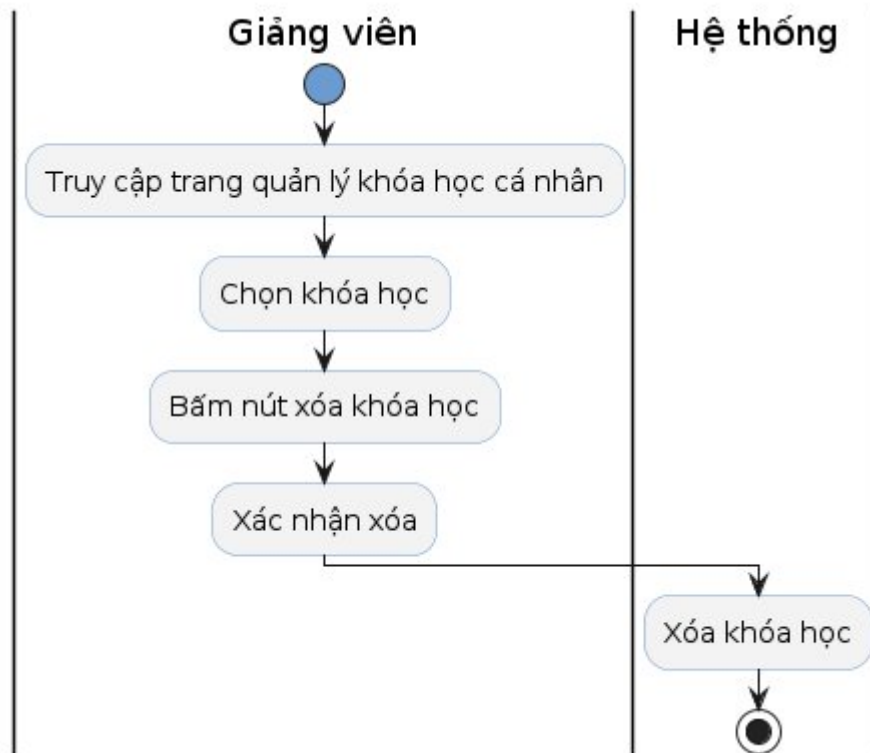 Giảng viên
Hệ thống
Truy cập trang quản lý khóa học cá nhân
Chọn khóa học
Bấm nút xóa khóa học
Xác nhận xóa
Xóa khóa học